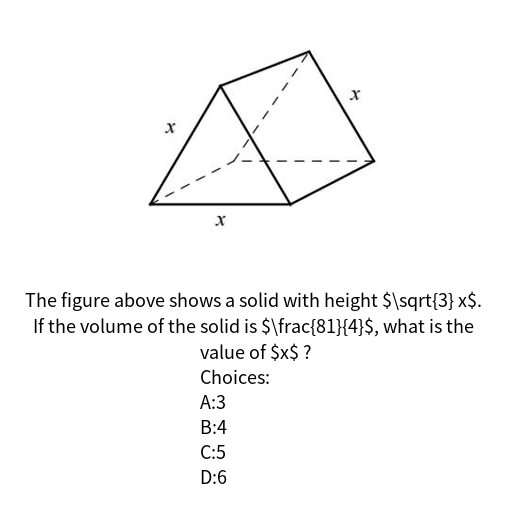 x
x
x
The figure above shows a solid with height $\sqrt{3} x$.
If the volume of the solid is $\frac{81}{4}$, what is the
value of $x$ ?
Choices:
A:3
B:4
C:5
D:6